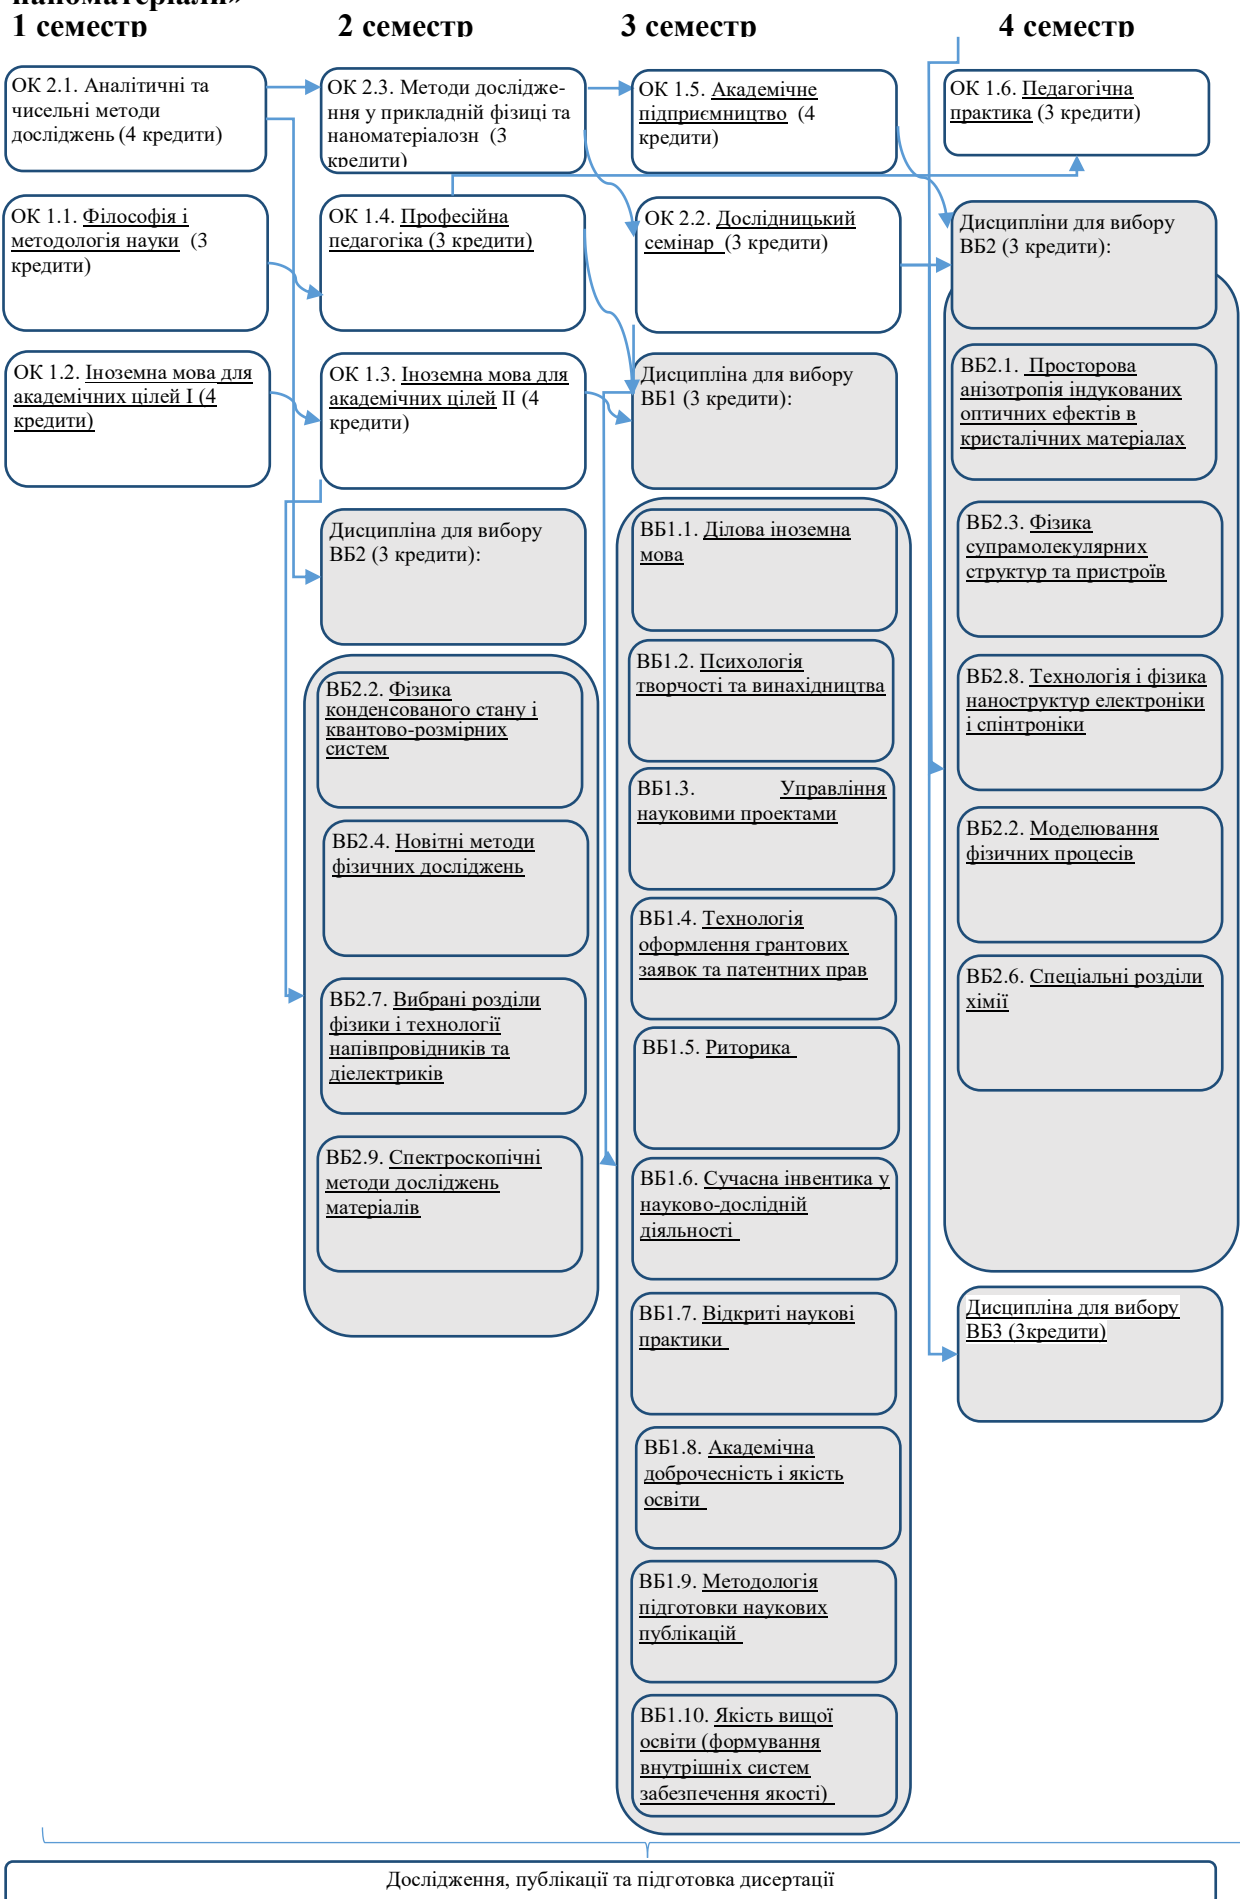 наноматеріали»
1 семестр
2 семестр
3 семестр
4 семестр
ОК 2.1. Аналітичні та
чисельні методи
досліджень (4 кредити)
ОК 2.3. Методи дослідже-
ння у прикладній фізиці та
наноматеріалозн (3
кредити)
ОК 1.5. Академічне
підприємництво (4
кредити)
ОК 1.6. Педагогічна
практика (3 кредити)
ОК 1.1. Філософія і
методологія науки (3
кредити)
ОК 1.4. Професійна
педагогіка (3 кредити)
ОК 2.2. Дослідницький
семінар (3 кредити)
Дисципліни для вибору
ВБ2 (3 кредити):
ОК 1.2. Іноземна мова для
академічних цілей І (4
кредити)
ОК 1.3. Іноземна мова для
академічних цілей ІІ (4
кредити)
Дисципліна для вибору
ВБ1 (3 кредити):
Дисципліна для вибору
ВБ2 (3 кредити):
ВБ2.2. Фізика
конденсованого стану і
квантово-розмірних
систем
ВБ2.4. Новітні методи
фізичних досліджень
ВБ2.7. Вибрані розділи
фізики і технології
напівпровідників та
діелектриків
ВБ2.9. Спектроскопічні
методи досліджень
матеріалів
ВБ1.1. Ділова іноземна
мова
ВБ1.2. Психологія
творчості та винахідництва
ВБ1.3. Управління
науковими проектами
ВБ1.4. Технологія
оформлення грантових
заявок та патентних прав
ВБ1.5. Риторика
ВБ1.6. Сучасна інвентика у
науково-дослідній
діяльності
ВБ1.7. Відкриті наукові
практики
ВБ1.8. Академічна
доброчесність і якість
освіти
ВБ1.9. Методологія
підготовки наукових
публікацій
ВБ1.10. Якість вищої
освіти (формування
внутрішніх систем
забезпечення якості)
ВБ2.1. Просторова
анізотропія індукованих
оптичних ефектів в
кристалічних матеріалах
ВБ2.3. Фізика
супрамолекулярних
структур та пристроїв
ВБ2.8. Технологія і фізика
наноструктур електроніки
і спінтроніки
ВБ2.2. Моделювання
фізичних процесів
ВБ2.6. Спеціальні розділи
хімії
Дисципліна для вибору
ВБ3 (3кредити)
Дослідження, публікації та підготовка дисертації